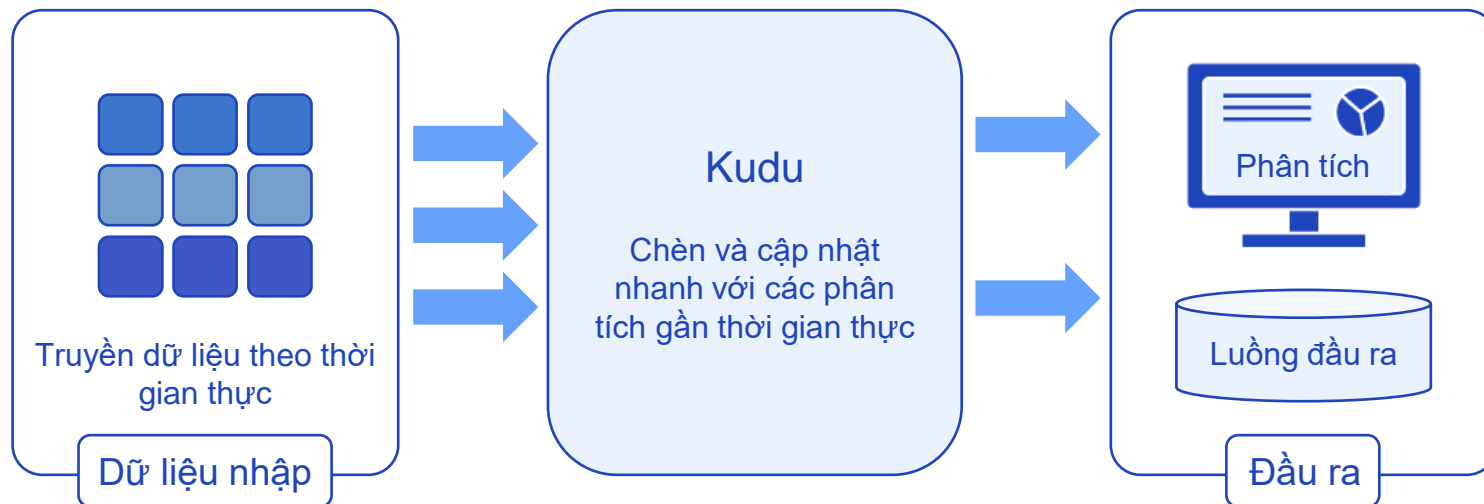 Truyền dữ liệu theo thời
gian thực
Dữ liệu nhập
Kudu
Chèn và cập nhật
nhanh với các phân
tích gần thời gian thực
Phân tích
Luồng đầu ra
Đầu ra